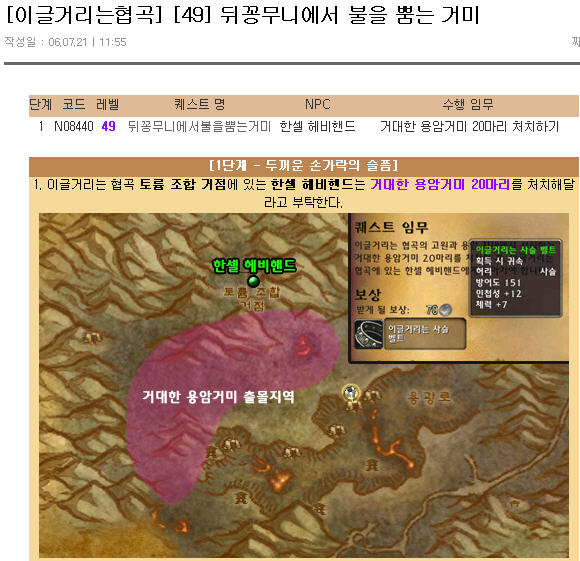 [이글거리는협곡] [49] 뒤꽁무니에서 불을 뿜는 거미
작성일 : 06,07,21 | 11:55
단계 코드 레벨 퀘스트 명 NPC 수행 임무
1 N08440 49 뒤꽁무니에서불을뿜는거미 한셀 헤비핸드 거대한 용암거미 20마리 처치하기
[1단계 - 두꺼운 손가락의 슬픔]
1. 이글거리는 협곡 토륨 조합 거점에 있는 한셀 헤비핸드는 거대한 용암거미 20마리를 처치해달
라고 부탁한다.
퀘스트 임무
이글거리는 협곡의 고원과 용
거대한 용암거미 20마리를 처
협곡에 있는 한셀 헤비핸드에
이글거리는 사슬 벨트
획득 시 귀속
허리 사슬
방어도 151
민첩성 +12
체력 +7
보상
받게 될 보상: 78
이글거리는 사슬
벨트
한셀 헤비핸드
토륨 조합
거점
거대한 용암거미 출몰지역
용광로